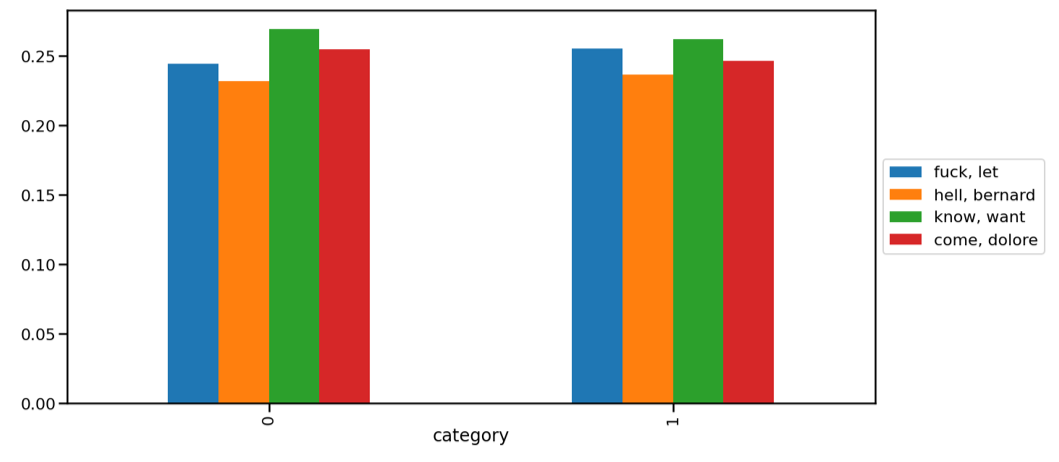 0.25
0.20
0.15
0.10
0.05
0.00
0
1
category
fuck, let
hell, bernard
know, want
come, dolore